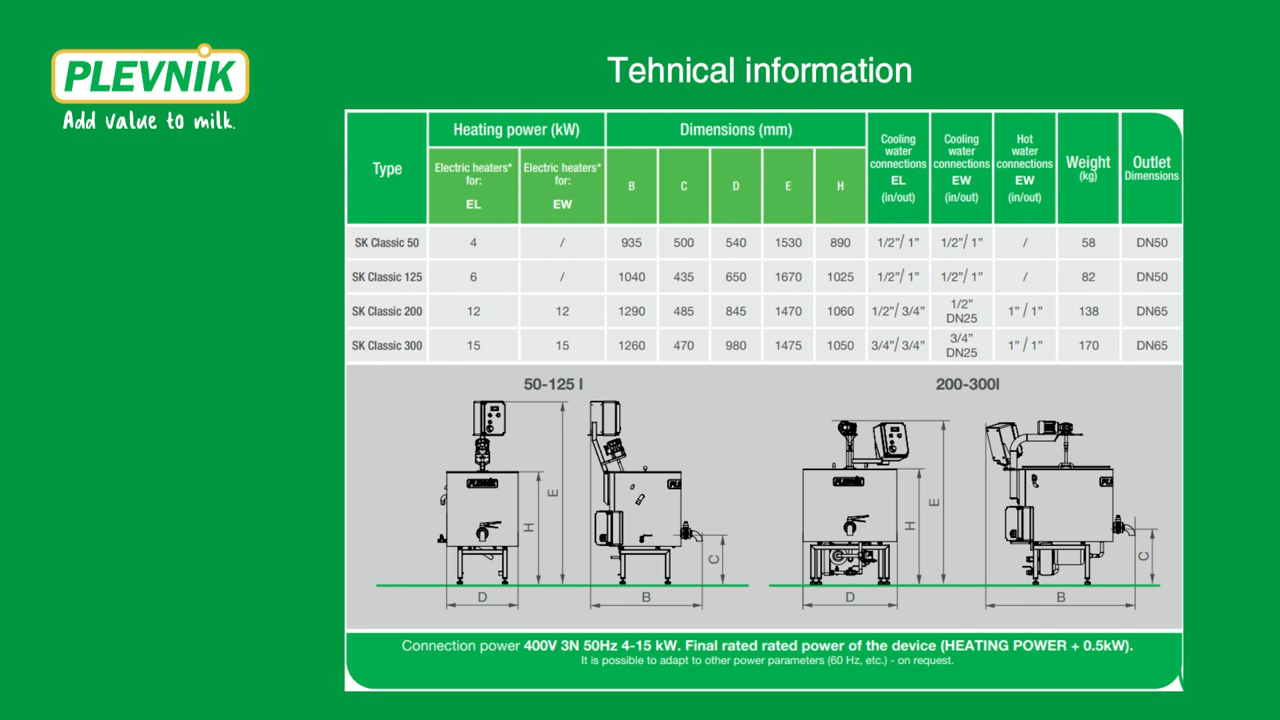 PLEVNIK
Add value to milk.
Tehnical information
Type
Heating power (kW)
Electric heaters* for: EL
Electric heaters* for: EW
Dimensions (mm)
B C D E H
Cooling water connections EL (in/out)
Cooling water connections EW (in/out)
Hot water connections EW (in/out)
Weight (kg)
Outlet Dimensions
SK Classic 50 4 / 935 500 540 1530 890 1/2”/ 1” 1/2”/ 1” / 58 DN50
SK Classic 125 6 / 1040 435 650 1670 1025 1/2”/ 1” 1/2”/ 1” / 82 DN50
SK Classic 200 12 12 1290 485 845 1470 1060 1/2”/ 3/4” 1/2” DN25 1” / 1” 138 DN65
SK Classic 300 15 15 1260 470 980 1475 1050 3/4”/ 3/4” 3/4” DN25 1” / 1” 170 DN65
50-125 l
200-300l
PLEVNIK
PLE
E
H
C
D
B
PLEVNIK
PL
E
H
C
D
B
Connection power 400V 3N 50Hz 4-15 kW. Final rated rated power of the device (HEATING POWER + 0.5kW).
It is possible to adapt to other power parameters (60 Hz, etc.) - on request.